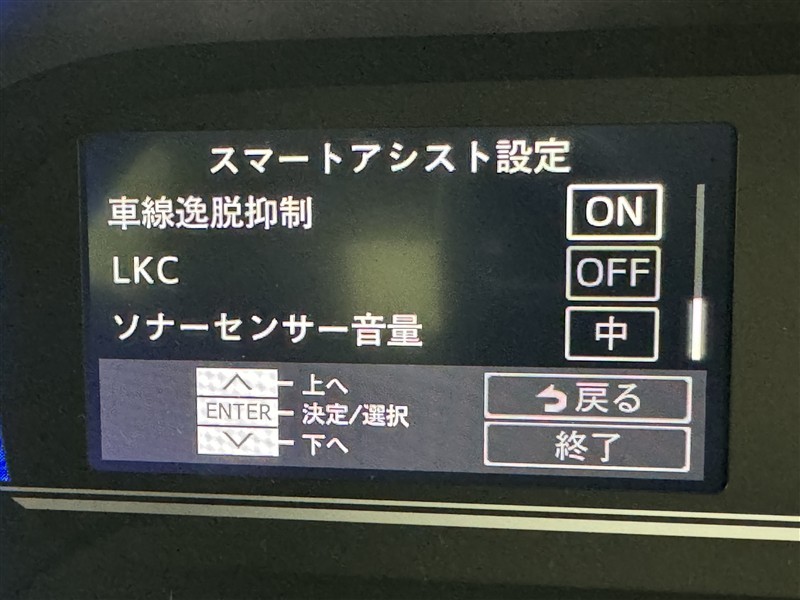 スマートアシスト設定
車線逸脱抑制 ON
LKC OFF
ソナーセンサー音量 中
上へ
ENTER 決定/選択
下へ
戻る
終了